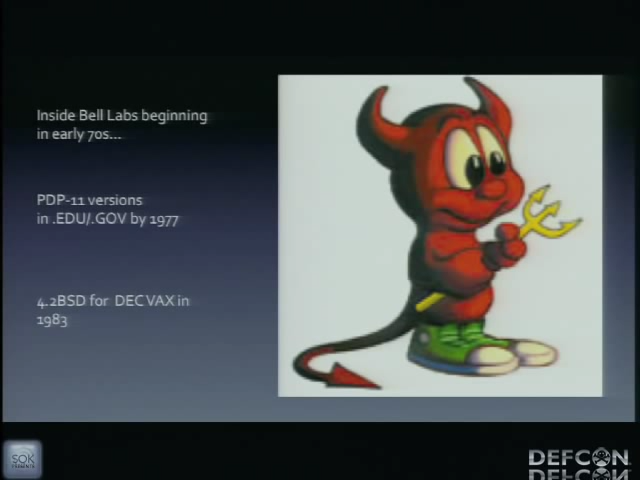 Inside Bell Labs beginning
in early 70s...
PDP-11 versions
in .EDU/.GOV by 1977
4.2BSD for DEC VAX in
1983
SOK
DEFCON